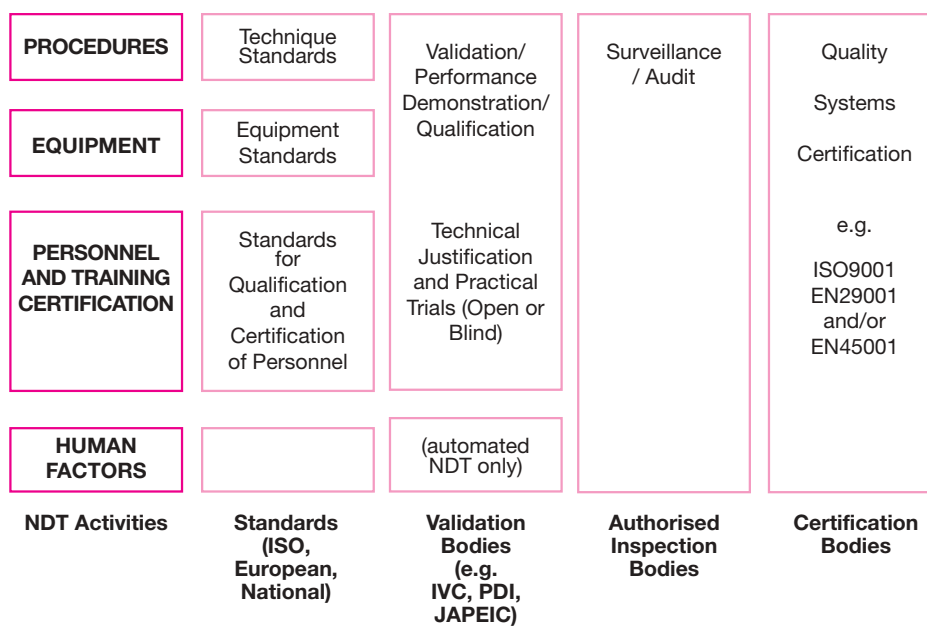 PROCEDURES
Technique
Standards
Validation/
Performance
Demonstration/
Qualification
Surveillance
/ Audit
Quality
Systems
Certification
EQUIPMENT
Equipment
Standards
PERSONNEL
AND TRAINING
CERTIFICATION
Standards
for
Qualification
and
Certification
of Personnel
Technical
Justification
and Practical
Trials (Open or
Blind)
e.g.
ISO9001
EN29001
and/or
EN45001
HUMAN
FACTORS
(automated
NDT only)
NDT Activities
Standards
(ISO,
European,
National)
Validation
Bodies
(e.g.
IVC, PDI,
JAPEIC)
Authorised
Inspection
Bodies
Certification
Bodies